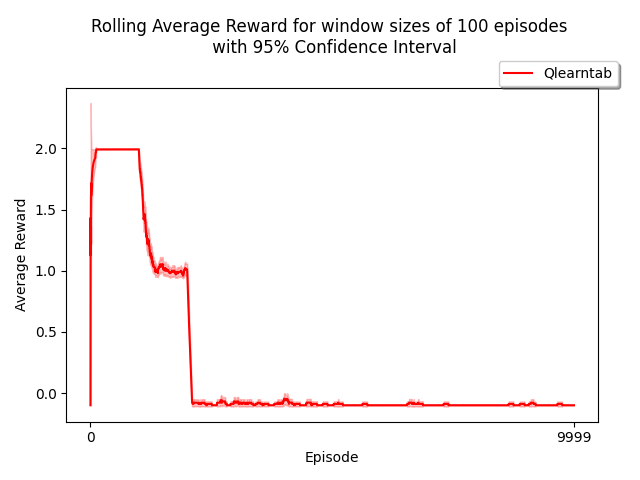 Rolling Average Reward for window sizes of 100 episodes
with 95% Confidence Interval
Qlearntab
2.0
1.5
1.0
0.5
0.0
Average Reward
0
9999
Episode